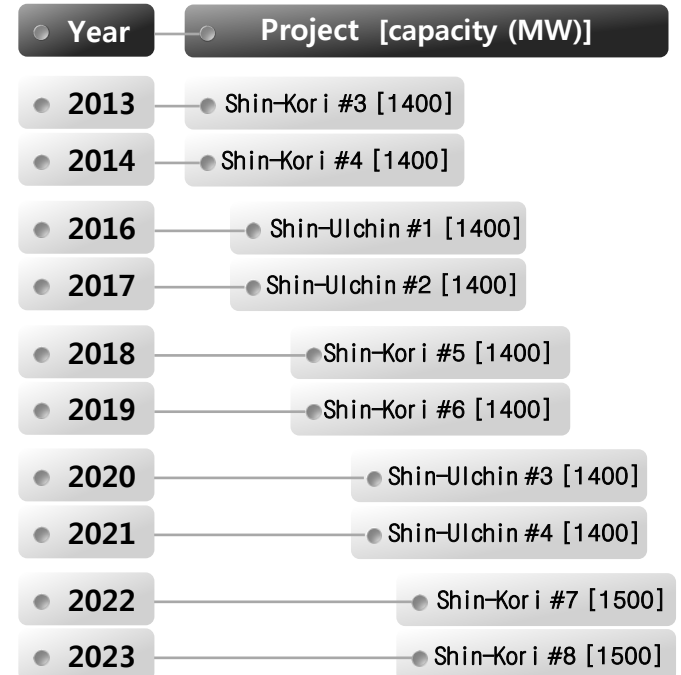 Year Project [capacity (MW)]
2013 Shin-Kori #3 [1400]
2014 Shin-Kori #4 [1400]
2016 Shin-Ulchin #1 [1400]
2017 Shin-Ulchin #2 [1400]
2018 Shin-Kori #5 [1400]
2019 Shin-Kori #6 [1400]
2020 Shin-Ulchin #3 [1400]
2021 Shin-Ulchin #4 [1400]
2022 Shin-Kori #7 [1500]
2023 Shin-Kori #8 [1500]